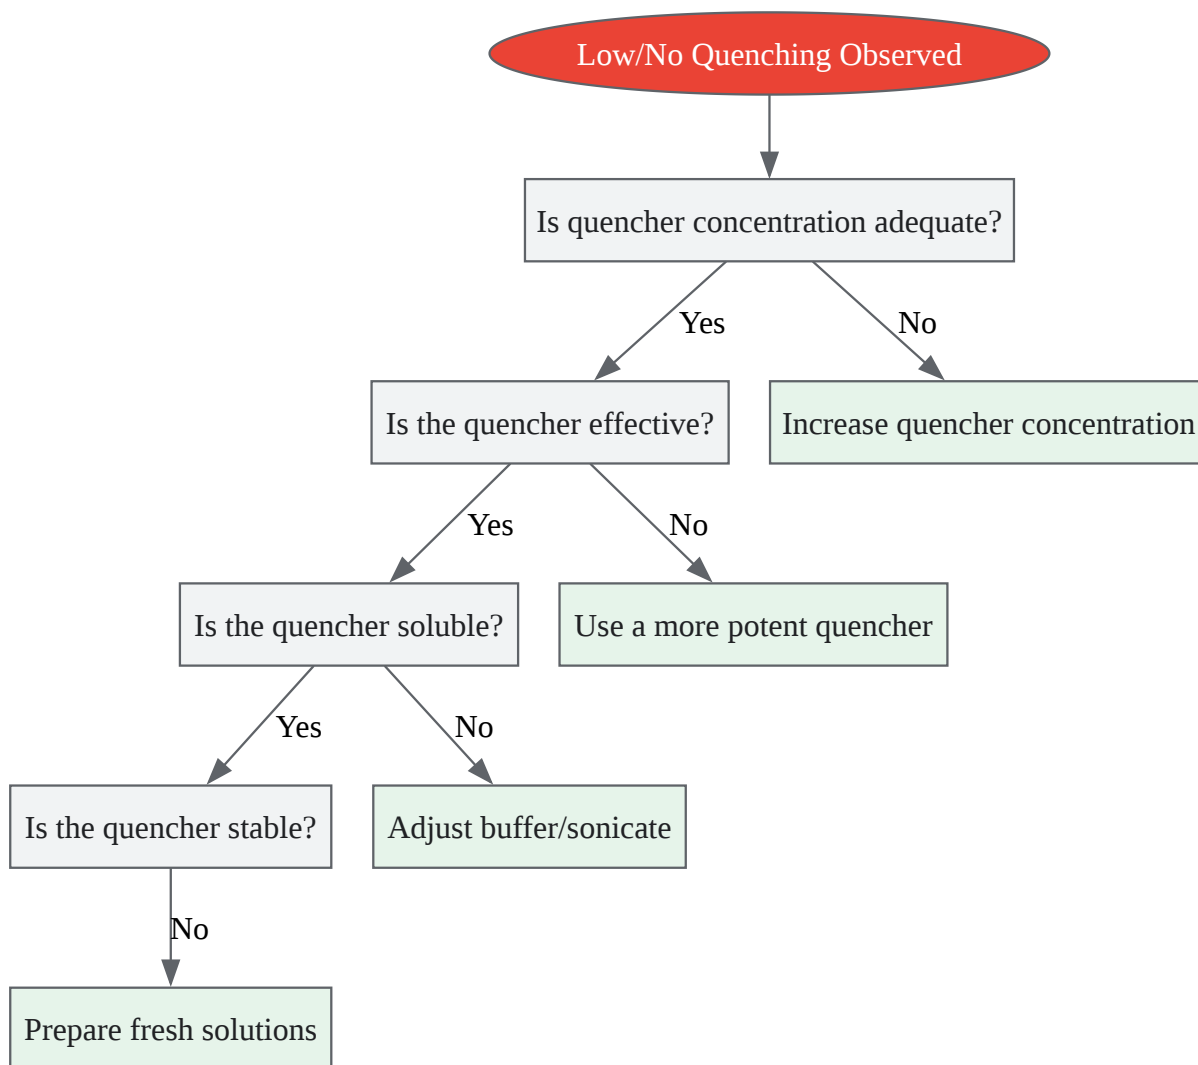 Low/No Quenching Observed
Is quencher concentration adequate?
Yes
No
Is the quencher effective?
Increase quencher concentration
Yes
No
Is the quencher soluble?
Use a more potent quencher
Yes
No
Is the quencher stable?
Adjust buffer/sonicate
No
Prepare fresh solutions